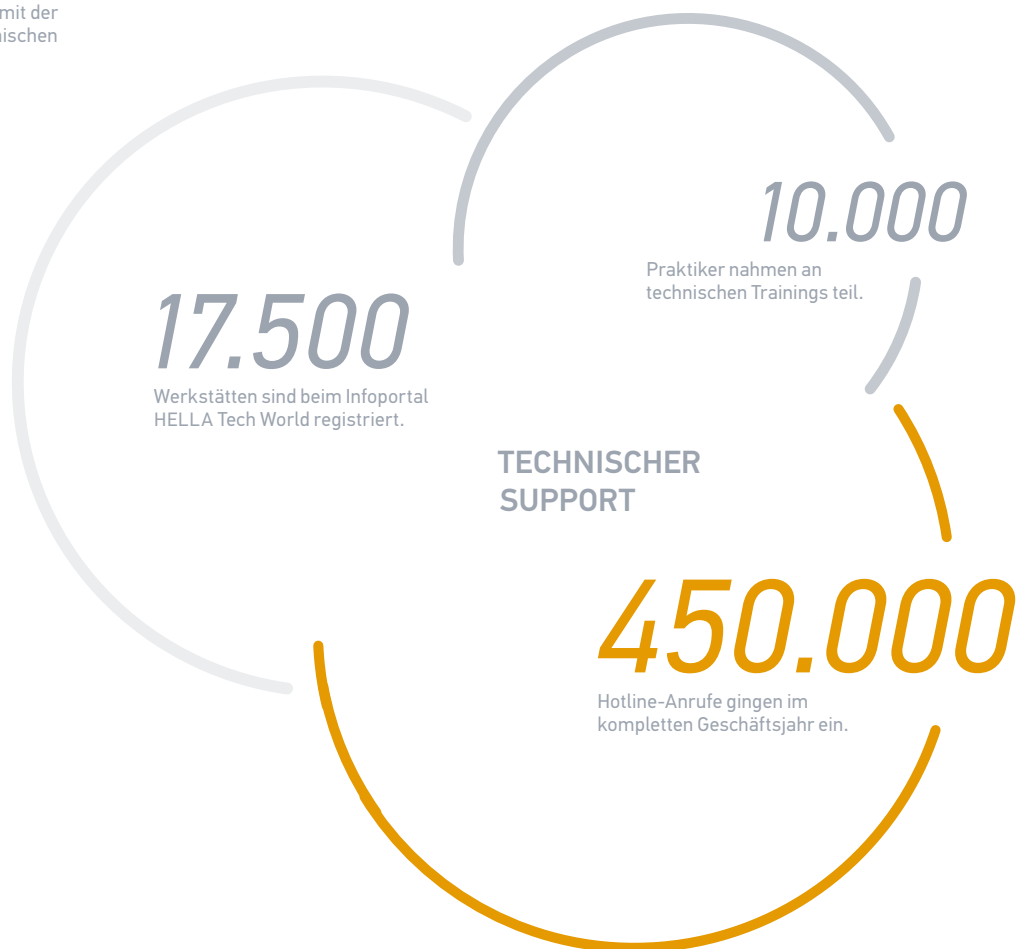 mit der
10.000
Praktiker nahmen an
technischen Trainings teil.
17.500
Werkstätten sind beim Infoportal
HELLA Tech World registriert.
TECHNISCHER
SUPPORT
450.000
Hotline-Anrufe gingen im
kompletten Geschäftsjahr ein.